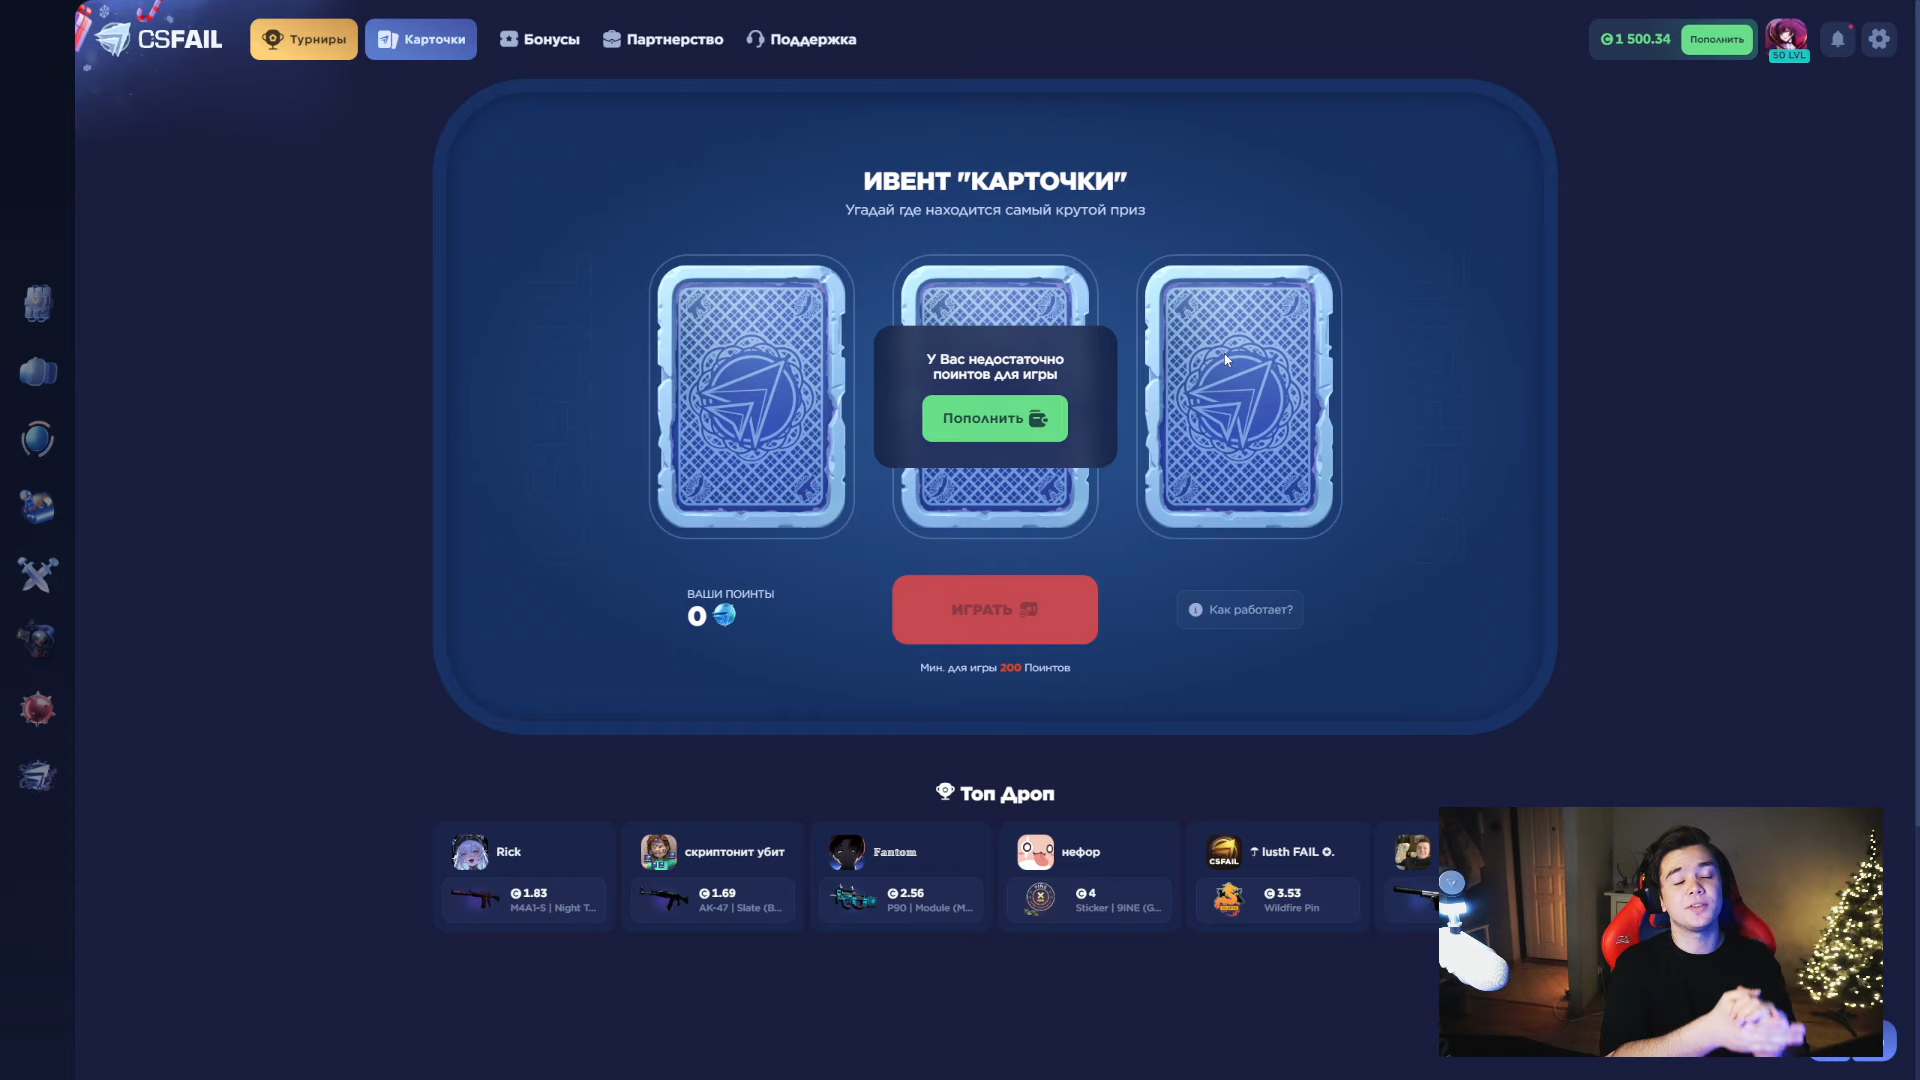 CSFAIL
Турниры
Карточки
Бонусы
Партнерство
Поддержка
1 500.34
Пополнить
50 LVL
ИВЕНТ "КАРТОЧКИ"
Угадай где находится самый крутой приз
У Вас недостаточно
поинтов для игры
Пополнить
ВАШИ ПОИНТЫ
0
ИГРАТЬ
Как работает?
Мин. для игры 200 Поинтов
Топ Дроп
Rick
1.83
M4A1-S | Night T...
скриптонит убит
1.69
AK-47 | Slate (B...
Fantom
2.56
P90 | Module (M...
нефор
4
Sticker | 9INE (G...
CSFAIL
lusth FAIL
3.53
Wildfire Pin